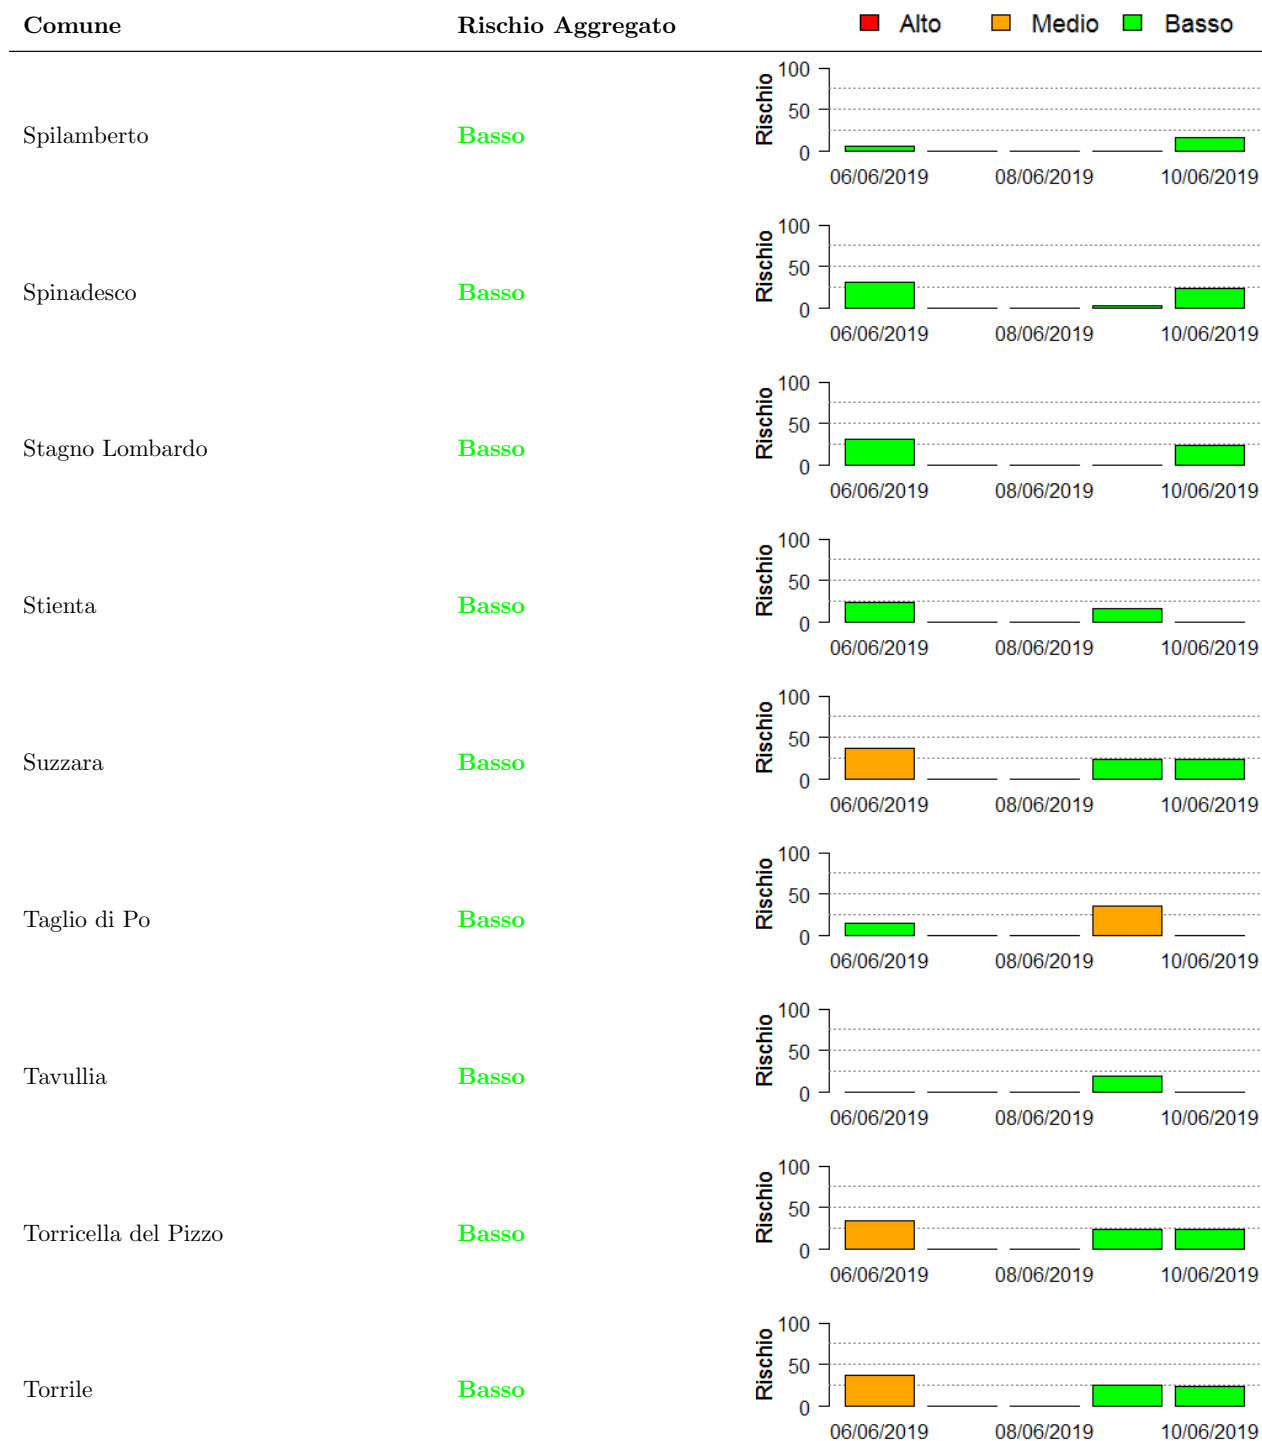 Comune Rischio Aggregato Alto Medio Basso
Spilamberto Basso
Rischio
100
50
0
06/06/2019 08/06/2019 10/06/2019
Spinadesco Basso
Rischio
100
50
0
06/06/2019 08/06/2019 10/06/2019
Stagno Lombardo Basso
Rischio
100
50
0
06/06/2019 08/06/2019 10/06/2019
Stienta Basso
Rischio
100
50
0
06/06/2019 08/06/2019 10/06/2019
Suzzara Basso
Rischio
100
50
0
06/06/2019 08/06/2019 10/06/2019
Taglio di Po Basso
Rischio
100
50
0
06/06/2019 08/06/2019 10/06/2019
Tavullia Basso
Rischio
100
50
0
06/06/2019 08/06/2019 10/06/2019
Torricella del Pizzo Basso
Rischio
100
50
0
06/06/2019 08/06/2019 10/06/2019
Torrile Basso
Rischio
100
50
0
06/06/2019 08/06/2019 10/06/2019